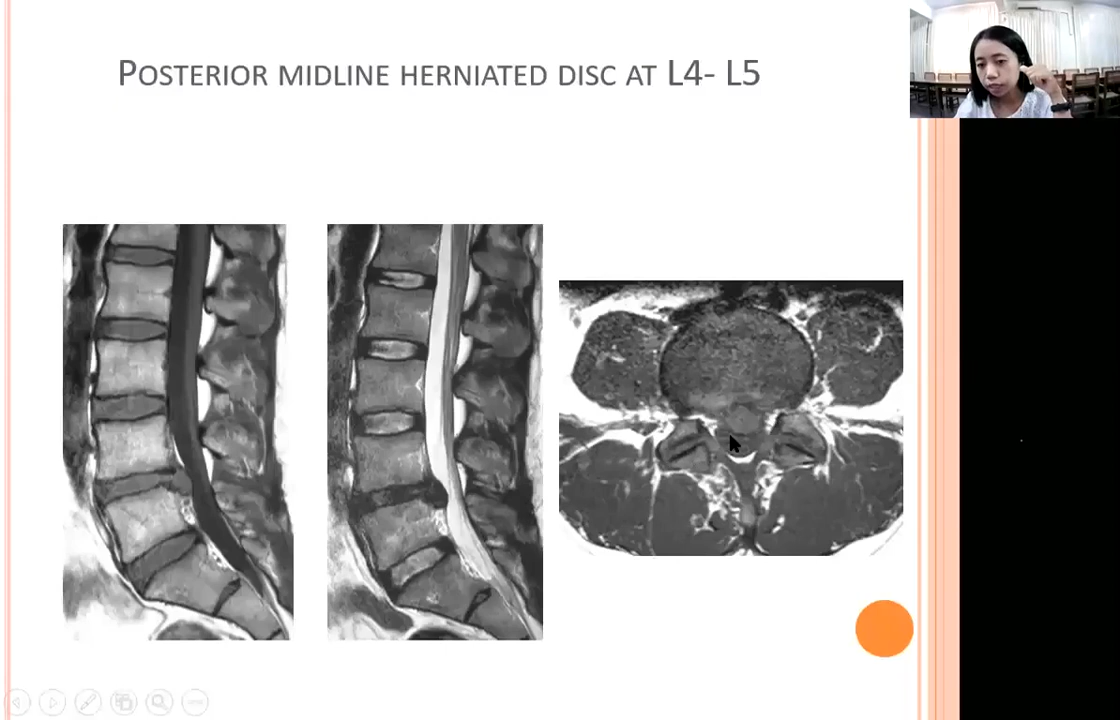 POSTERIOR MIDLINE HERNIATED DISC AT L4- L5